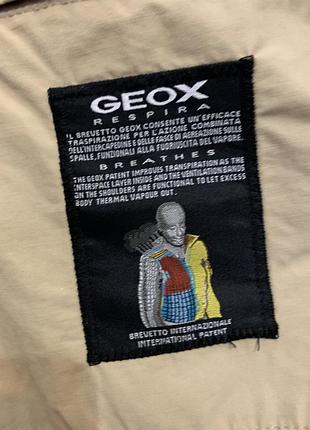 GEOX
RESPIRA
IL BREVETTO GEOX CONSENTE UN'EFFICACE
TRASPIRAZIONE PER L'AZIONE COMBINATA
DELL'INTERCAPEDINE E DELLE FASCE DI AEREAZIONE SULLE
SPALLE, FUNZIONALI ALLA FUORIUSCITA DEL VAPORE.
BREATHES
THE GEOX PATENT IMPROVES TRANSPIRATION AS THE
INTERSPACE LAYER INSIDE AND THE VENTILATION BANDS
ON THE SHOULDERS ARE FUNCTIONAL TO LET EXCESS
BODY THERMAL VAPOUR OUT.
BREVETTO INTERNAZIONALE
INTERNATIONAL PATENT